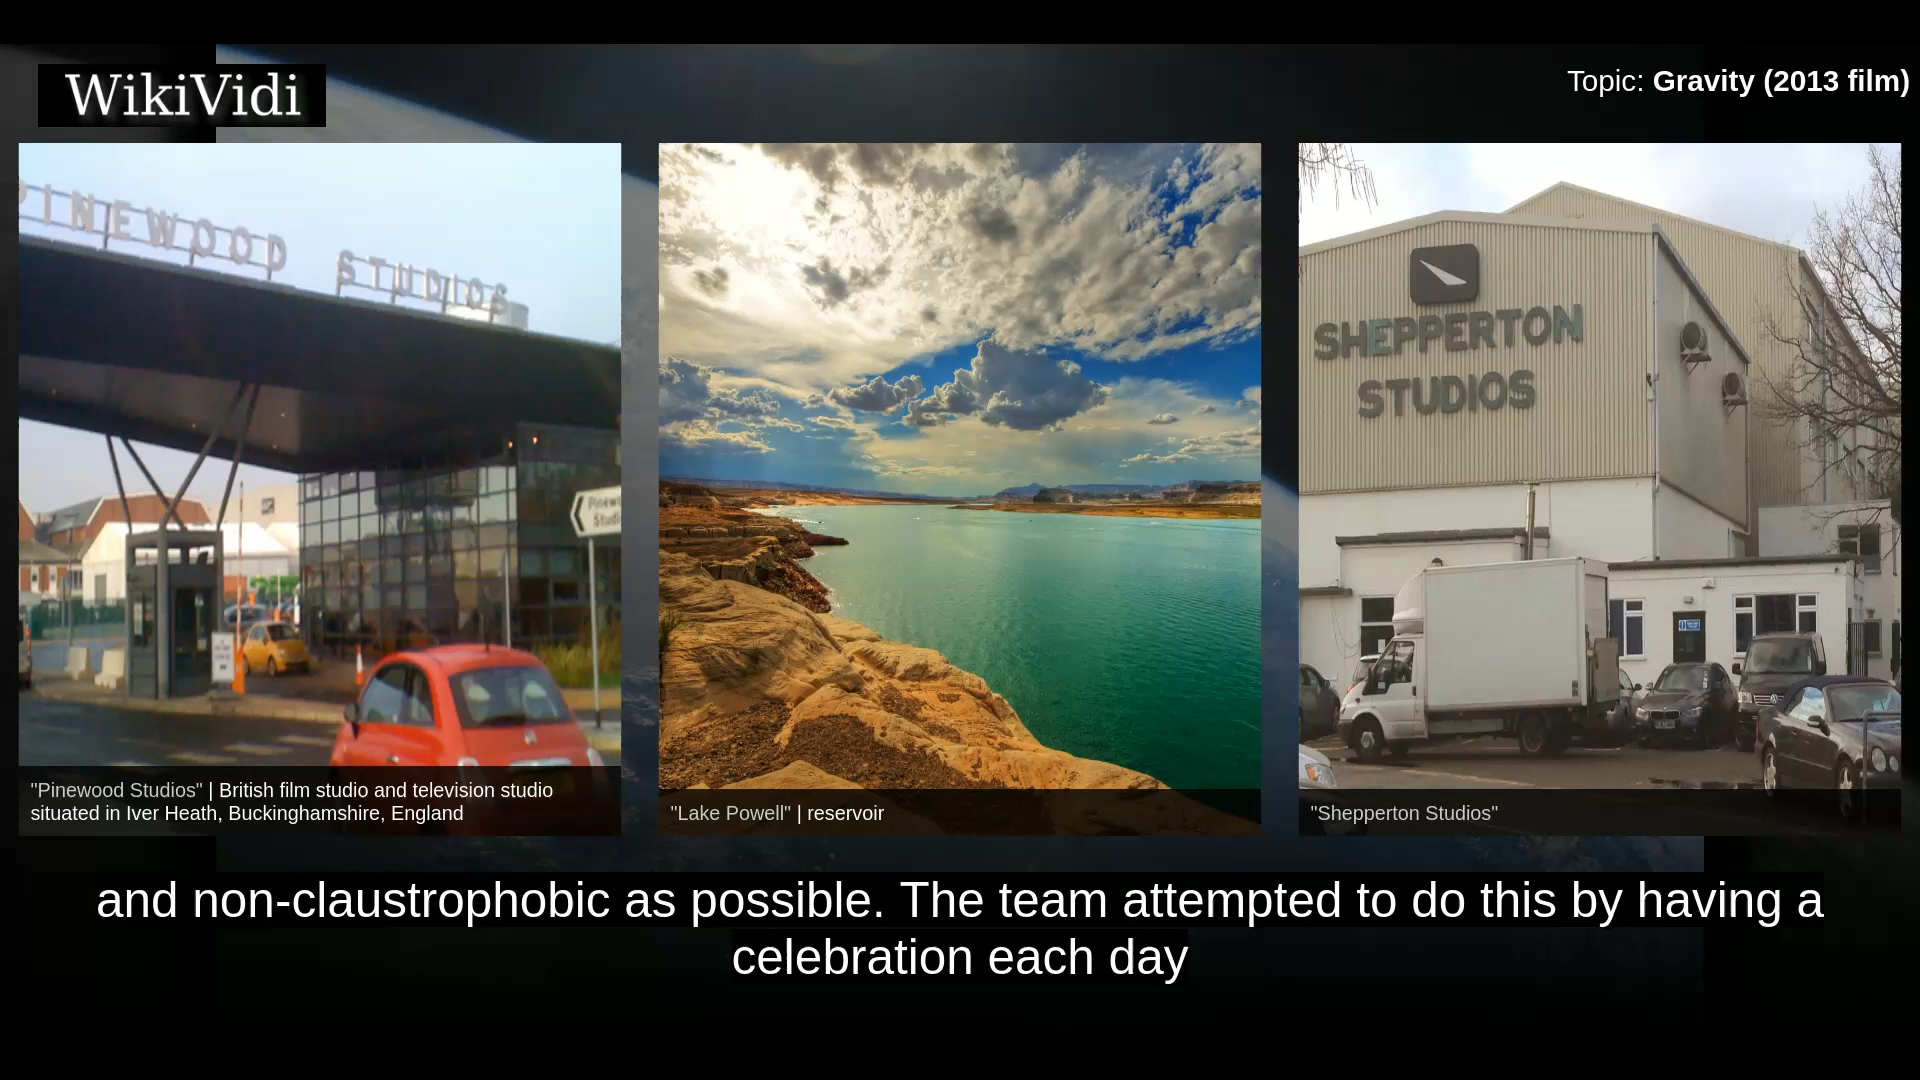 WikiVidi
Topic: Gravity (2013 film)
PINEWOOD STUDIOS
Pinew
Studi
"Pinewood Studios" | British film studio and television studio
situated in Iver Heath, Buckinghamshire, England
"Lake Powell" | reservoir
SHEPPERTON
STUDIOS
"Shepperton Studios"
and non-claustrophobic as possible. The team attempted to do this by having a
celebration each day